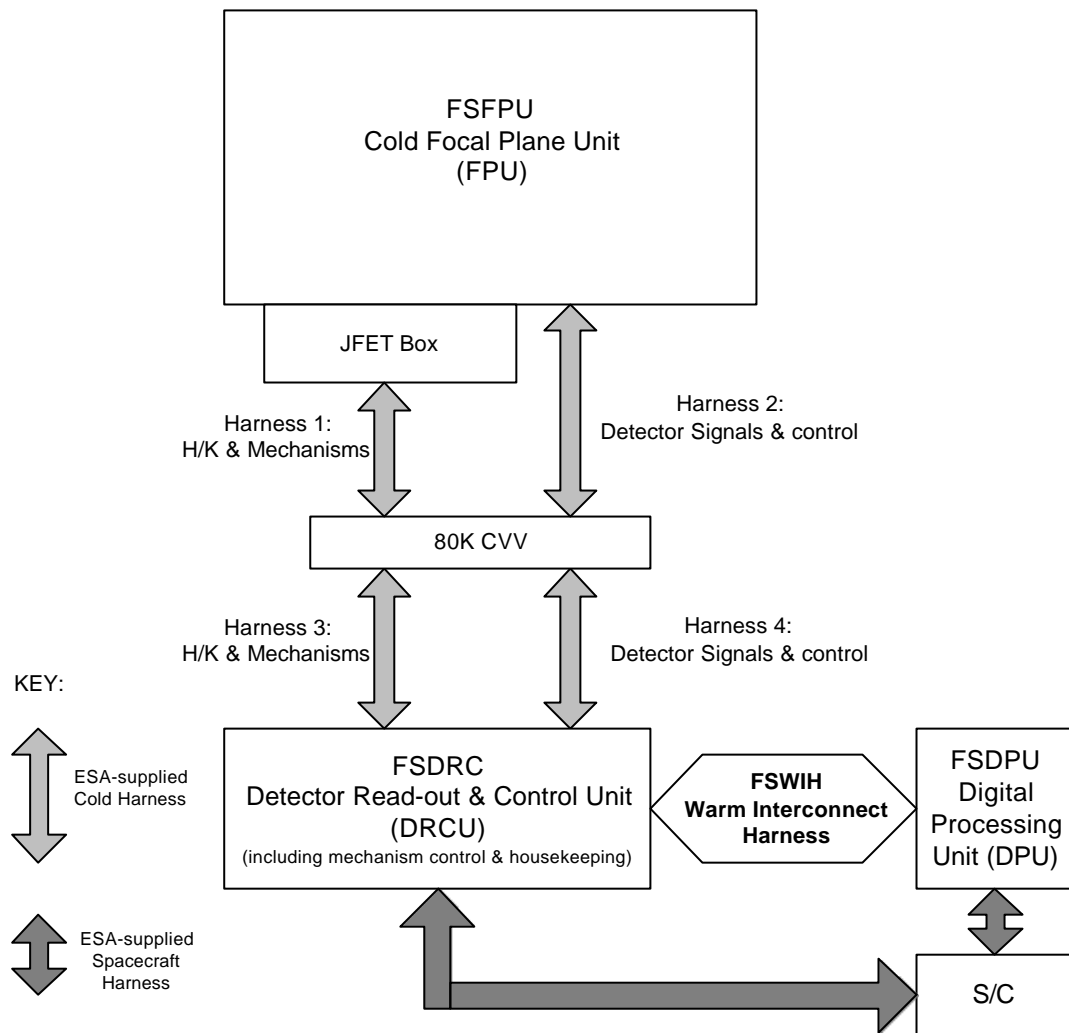 FSFPU
Cold Focal Plane Unit
(FPU)
JFET Box
Harness 1:
H/K & Mechanisms
Harness 2:
Detector Signals & control
80K CVV
Harness 3:
H/K & Mechanisms
Harness 4:
Detector Signals & control
KEY:
ESA-supplied
Cold Harness
ESA-supplied
Spacecraft
Harness
FSDRC
Detector Read-out & Control Unit
(DRCU)
(including mechanism control & housekeeping)
FSWIH
Warm Interconnect
Harness
FSDPU
Digital
Processing
Unit (DPU)
S/C